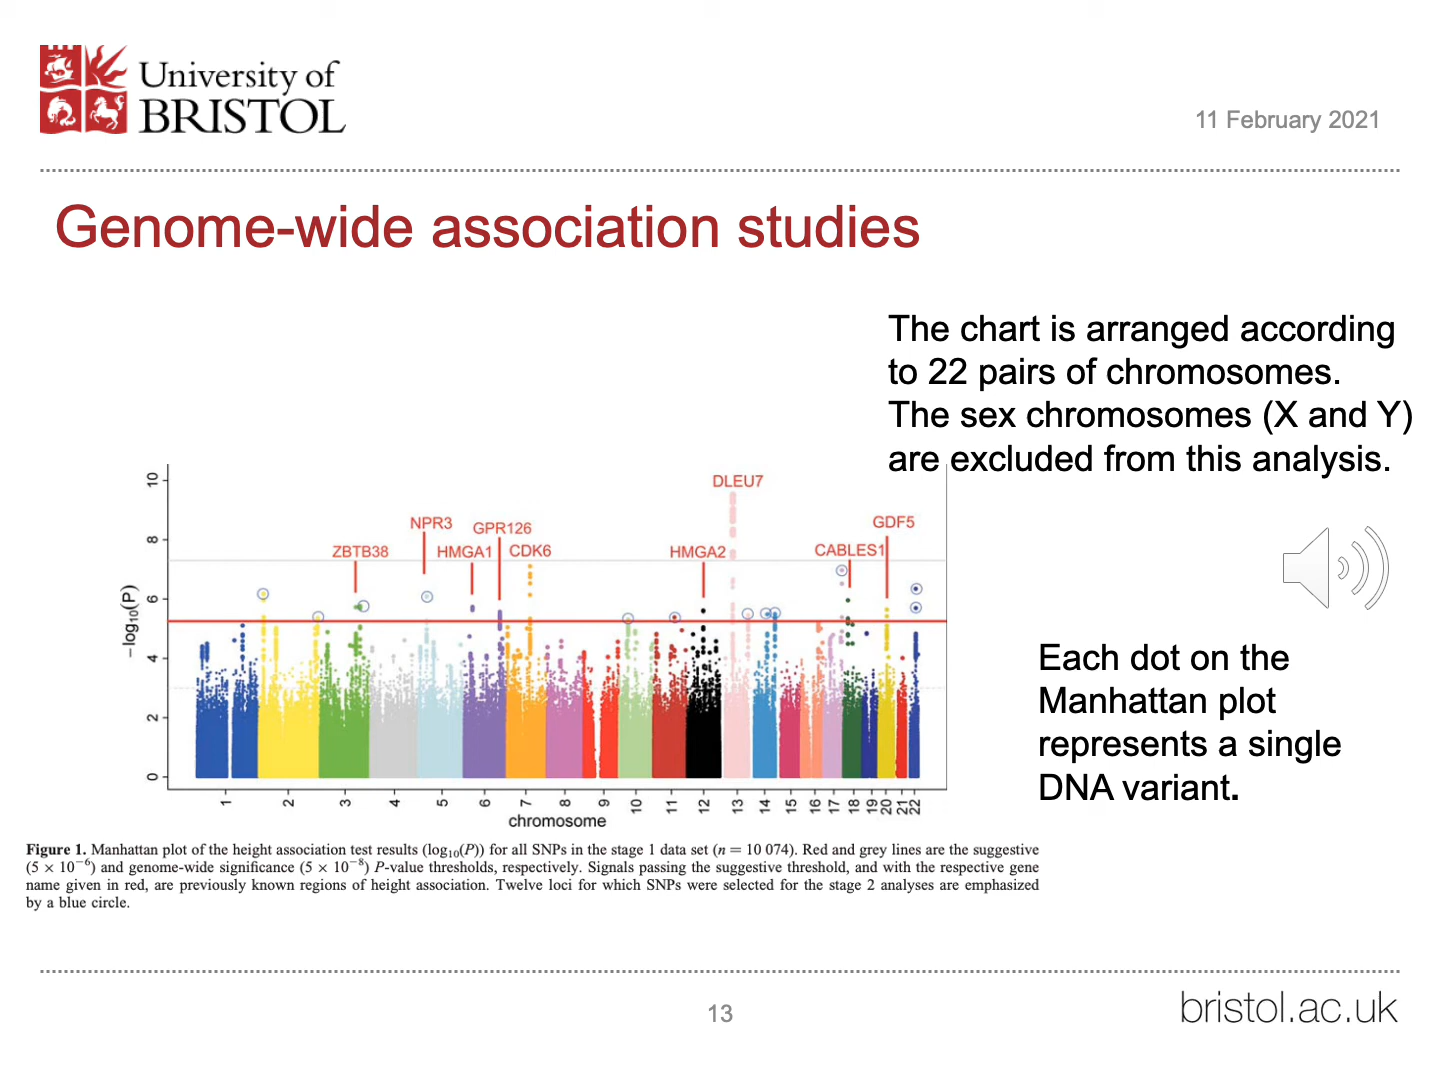 University of
BRISTOL
11 February 2021
Genome-wide association studies
The chart is arranged according
to 22 pairs of chromosomes.
The sex chromosomes (X and Y)
are excluded from this analysis.
Each dot on the
Manhattan plot
represents a single
DNA variant.
DLEU7
NPR3
GPR126
GDF5
ZBTB38
HMGA1
CDK6
HMGA2
CABLES1
−log10(P)
10
8
6
4
2
0
1 2 3 4 5 6 7 8 9 10 11 12 13 14 15 16 17 18 19 20 21 22
chromosome
Figure 1. Manhattan plot of the height association test results (log10(P)) for all SNPs in the stage 1 data set (n = 10 074). Red and grey lines are the suggestive
(5 × 10−6) and genome-wide significance (5 × 10−8) P-value thresholds, respectively. Signals passing the suggestive threshold, and with the respective gene
name given in red, are previously known regions of height association. Twelve loci for which SNPs were selected for the stage 2 analyses are emphasized
by a blue circle.
13
bristol.ac.uk